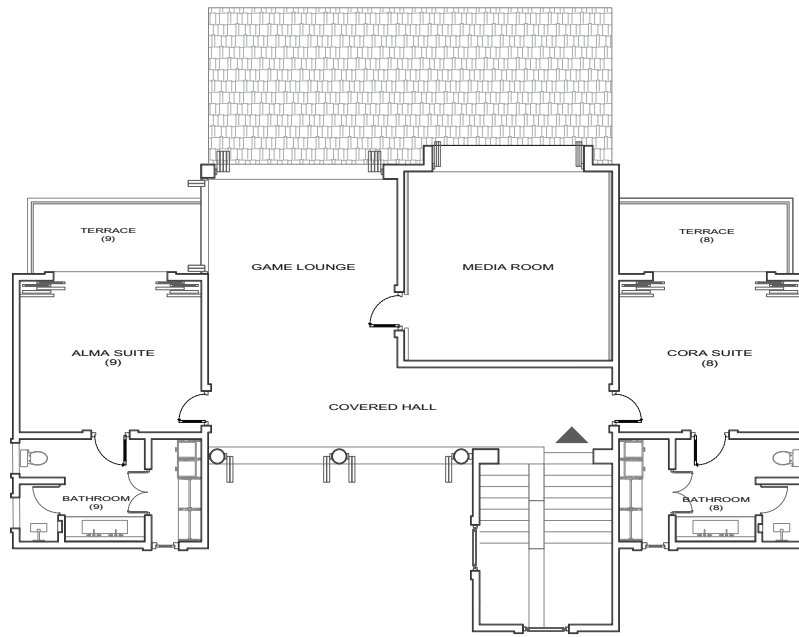 TERRACE
(9)
TERRACE
(8)
GAME LOUNGE
MEDIA ROOM
ALMA SUITE
(9)
CORA SUITE
(8)
COVERED HALL
BATHROOM
(9)
BATHROOM
(8)